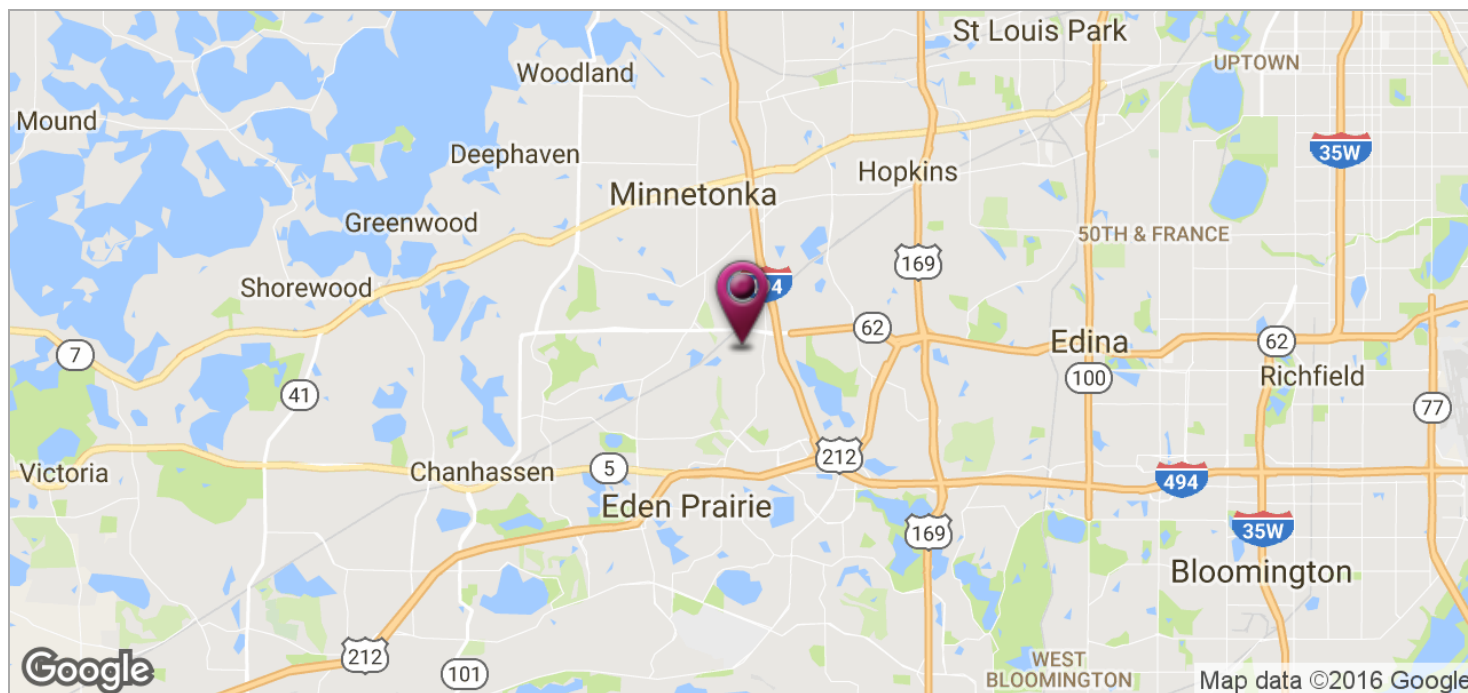 St Louis Park
UPTOWN
Woodland
Mound
35W
Deephaven
Hopkins
Minnetonka
Greenwood
50TH & FRANCE
169
Shorewood
62
Edina
62
7
Richfield
100
41
77
212
Victoria
Chanhassen
5
494
Eden Prairie
169
35W
Bloomington
212
WEST
BLOOMINGTON
Google
101
Map data ©2016 Google